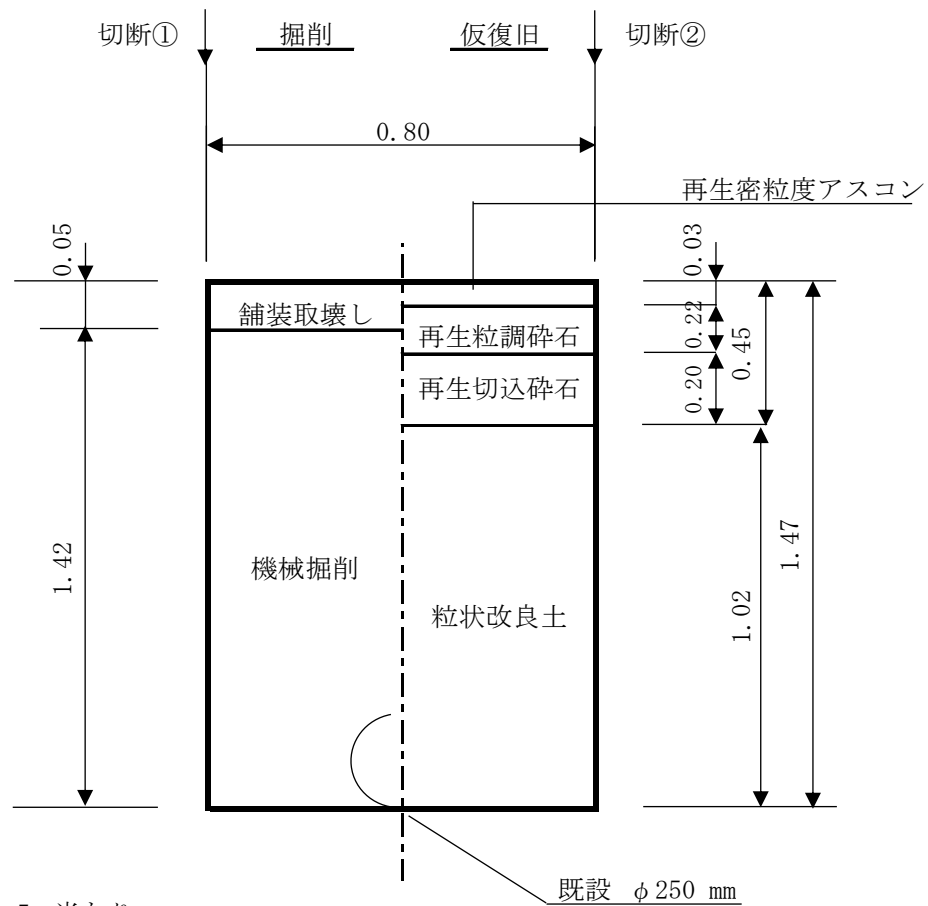 切断① 掘削 仮復旧 切断②
0.80
再生密粒度アスコン
0.05
0.03
舗装取壊し
再生粒調砕石
0.22
0.45
再生切込砕石
0.20
1.42
機械掘削
粒状改良土
1.02
1.47
既設 φ250 mm